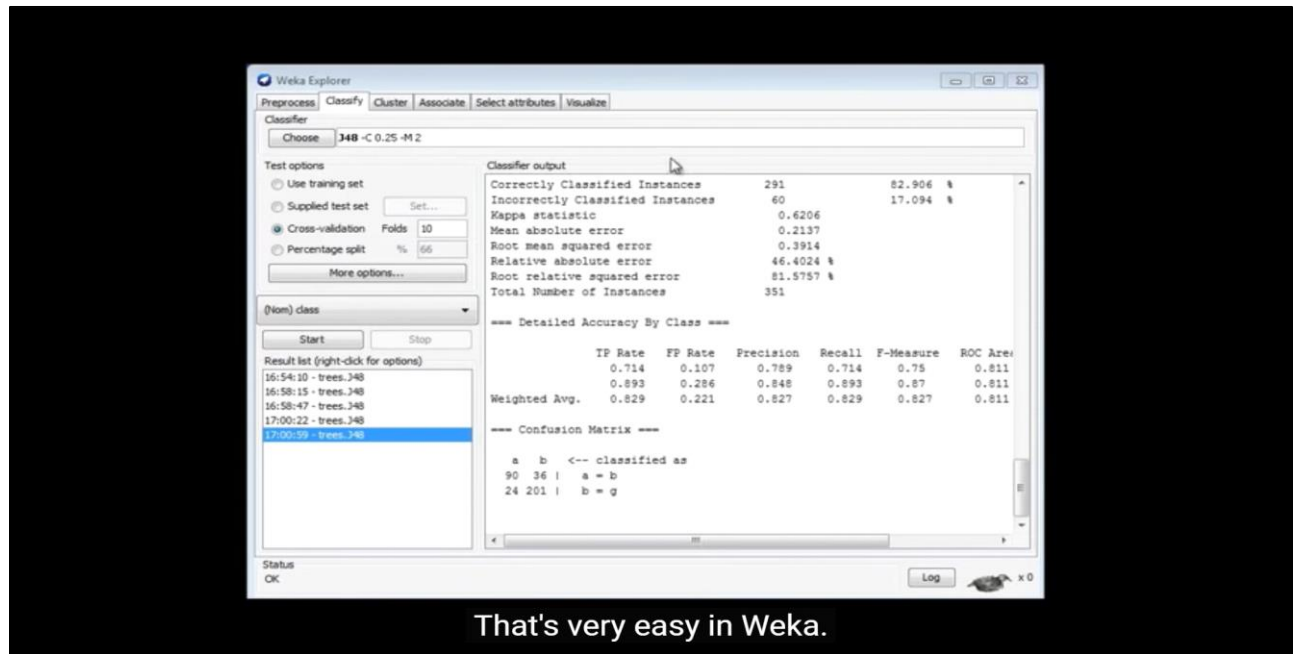 Weka Explorer
Preprocess Classify Cluster Associate Select attributes Visualize
Classifier
Choose J48 -C 0.25 -M 2
Test options
Use training set
Supplied test set Set...
Cross-validation Folds 10
Percentage split % 66
More options...
(Nom) class
Start Stop
Result list (right-click for options)
16:54:10 - trees.J48
16:58:15 - trees.J48
16:58:47 - trees.J48
17:00:22 - trees.J48
17:00:59 - trees.J48
Classifier output
Correctly Classified Instances 291 82.906 %
Incorrectly Classified Instances 60 17.094 %
Kappa statistic 0.6206
Mean absolute error 0.2137
Root mean squared error 0.3914
Relative absolute error 46.4024 %
Root relative squared error 81.5757 %
Total Number of Instances 351
=== Detailed Accuracy By Class ===
TP Rate FP Rate Precision Recall F-Measure ROC Area
0.714 0.107 0.789 0.714 0.75 0.811
0.893 0.286 0.848 0.893 0.87 0.811
Weighted Avg. 0.829 0.221 0.827 0.829 0.827 0.811
=== Confusion Matrix ===
a b <-- classified as
90 36 | a = b
24 201 | b = g
Status
OK
Log x 0
That's very easy in Weka.